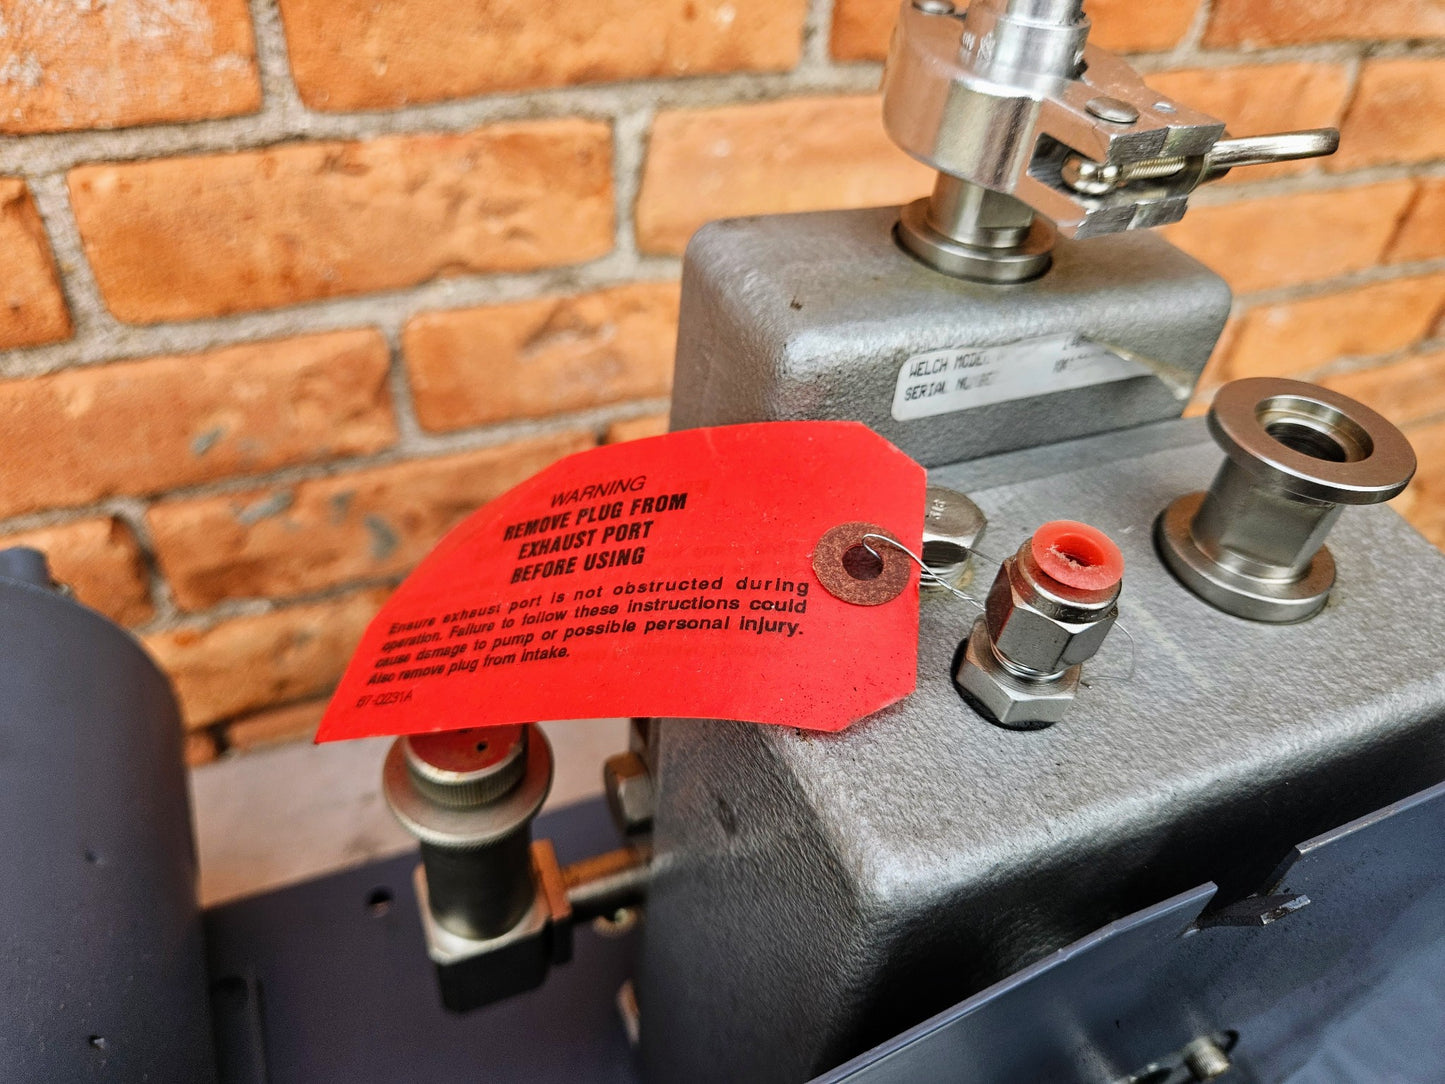 WELCH MODEL
SERIAL
WARNING
REMOVE PLUG FROM
EXHAUST PORT
BEFORE USING
Ensure exhaust port is not obstructed during
operation. Failure to follow these instructions could
cause damage to pump or possible personal injury.
Also remove plug from intake.
67-0231A